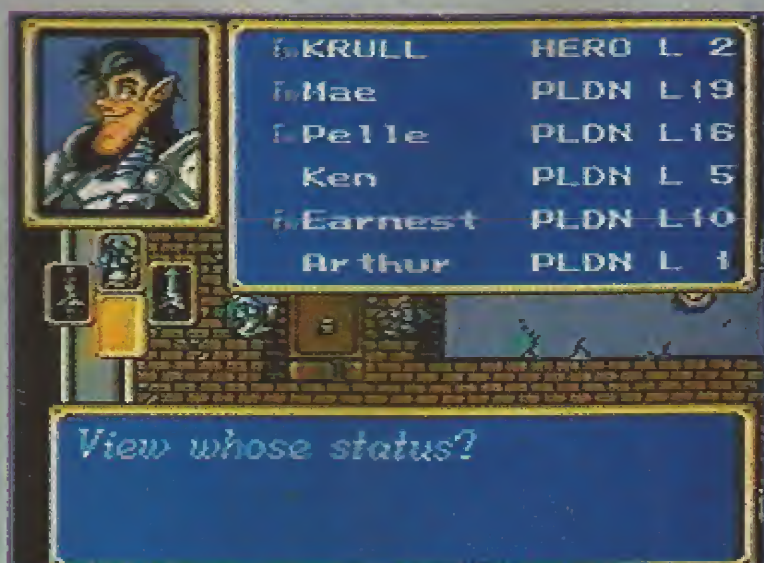 KRULL HERO L 2
Mae PLDN L19
Pelle PLDN L16
Ken PLDN L 5
Earnest PLDN L10
Arthur PLDN L 1
View whose status?